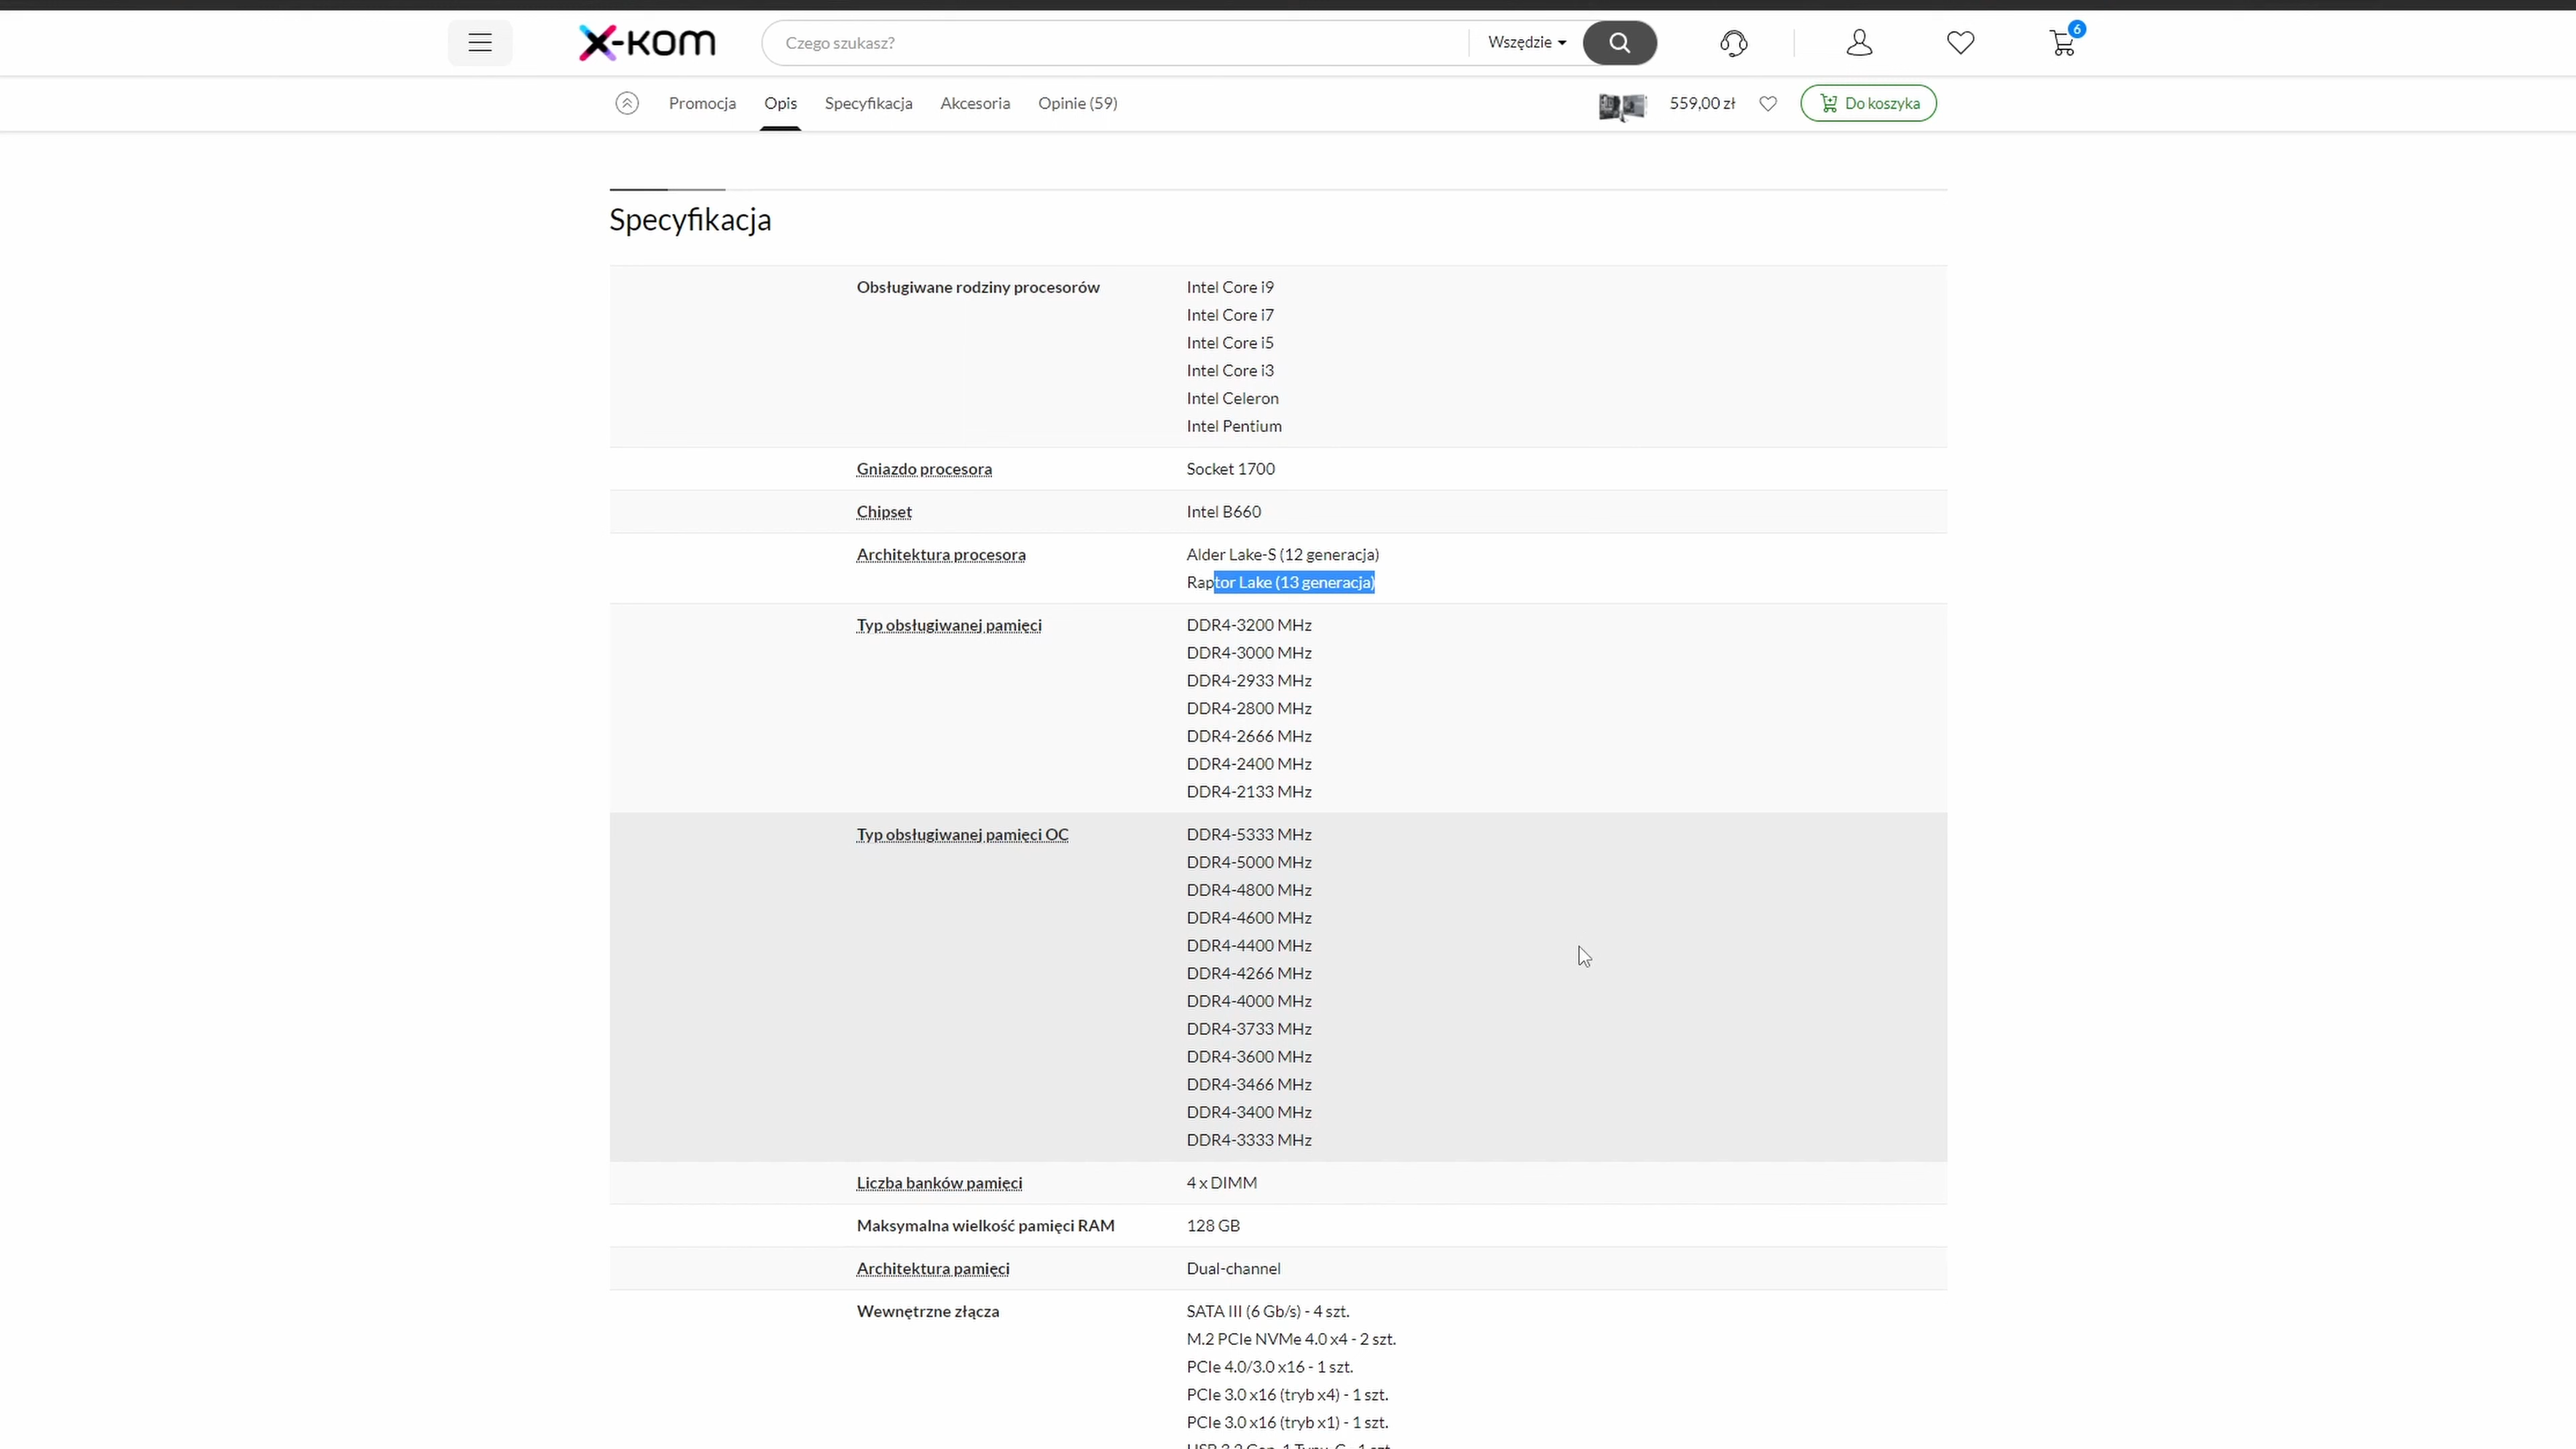 x-kom
Czego szukasz?
Wszędzie
6
Promocja
Opis
Specyfikacja
Akcesoria
Opinie (59)
559,00 zł
Do koszyka
Specyfikacja
Obsługiwane rodziny procesorów
Intel Core i9
Intel Core i7
Intel Core i5
Intel Core i3
Intel Celeron
Intel Pentium
Gniazdo procesora
Socket 1700
Chipset
Intel B660
Architektura procesora
Alder Lake-S (12 generacja)
Raptor Lake (13 generacja)
Typ obsługiwanej pamięci
DDR4-3200 MHz
DDR4-3000 MHz
DDR4-2933 MHz
DDR4-2800 MHz
DDR4-2666 MHz
DDR4-2400 MHz
DDR4-2133 MHz
Typ obsługiwanej pamięci OC
DDR4-5333 MHz
DDR4-5000 MHz
DDR4-4800 MHz
DDR4-4600 MHz
DDR4-4400 MHz
DDR4-4266 MHz
DDR4-4000 MHz
DDR4-3733 MHz
DDR4-3600 MHz
DDR4-3466 MHz
DDR4-3400 MHz
DDR4-3333 MHz
Liczba banków pamięci
4 x DIMM
Maksymalna wielkość pamięci RAM
128 GB
Architektura pamięci
Dual-channel
Wewnętrzne złącza
SATA III (6 Gb/s) - 4 szt.
M.2 PCIe NVMe 4.0 x4 - 2 szt.
PCIe 4.0/3.0 x16 - 1 szt.
PCIe 3.0 x16 (tryb x4) - 1 szt.
PCIe 3.0 x16 (tryb x1) - 1 szt.